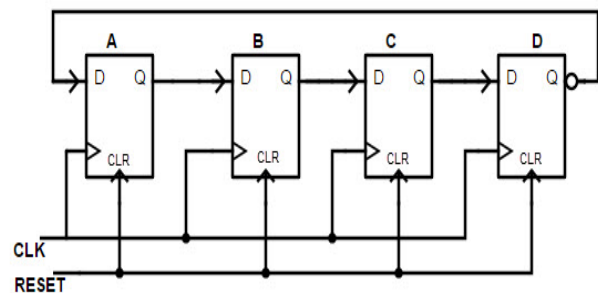 A B C D
D Q D Q D Q D Q
CLR CLR CLR CLR
CLK
RESET